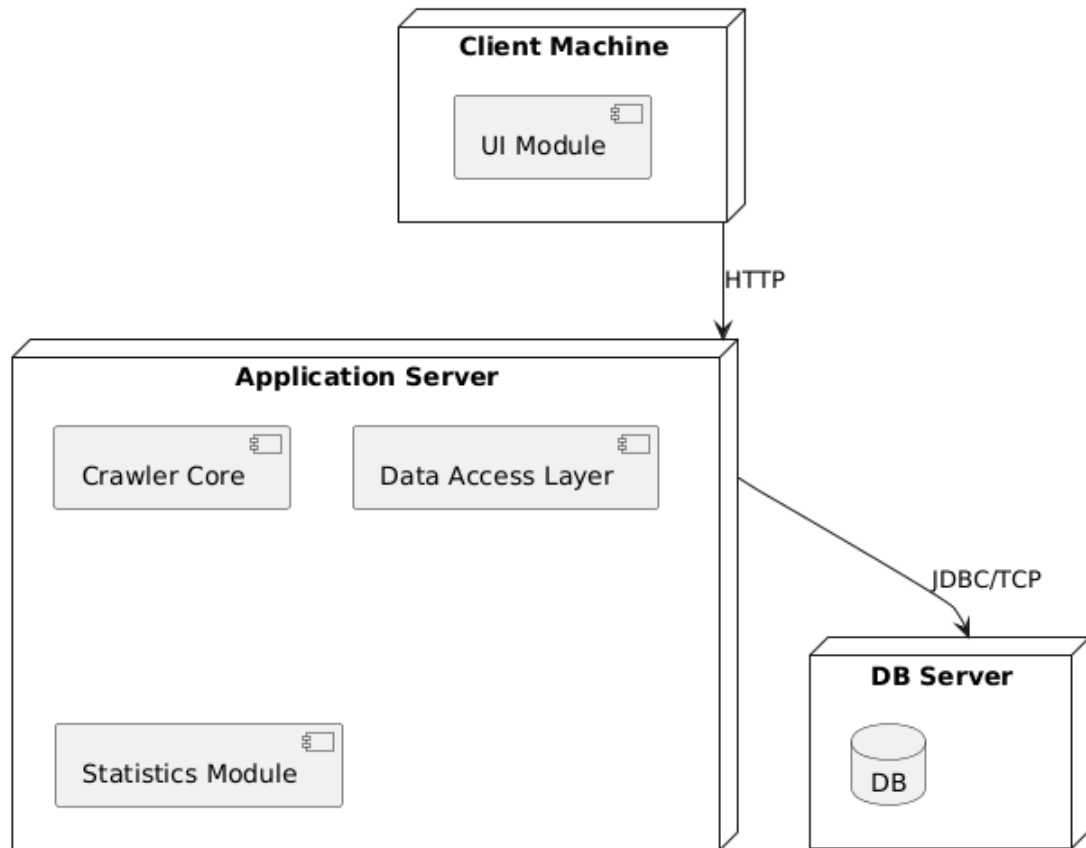 Client Machine
UI Module
HTTP
Application Server
Crawler Core
Data Access Layer
JDBC/TCP
DB Server
DB
Statistics Module